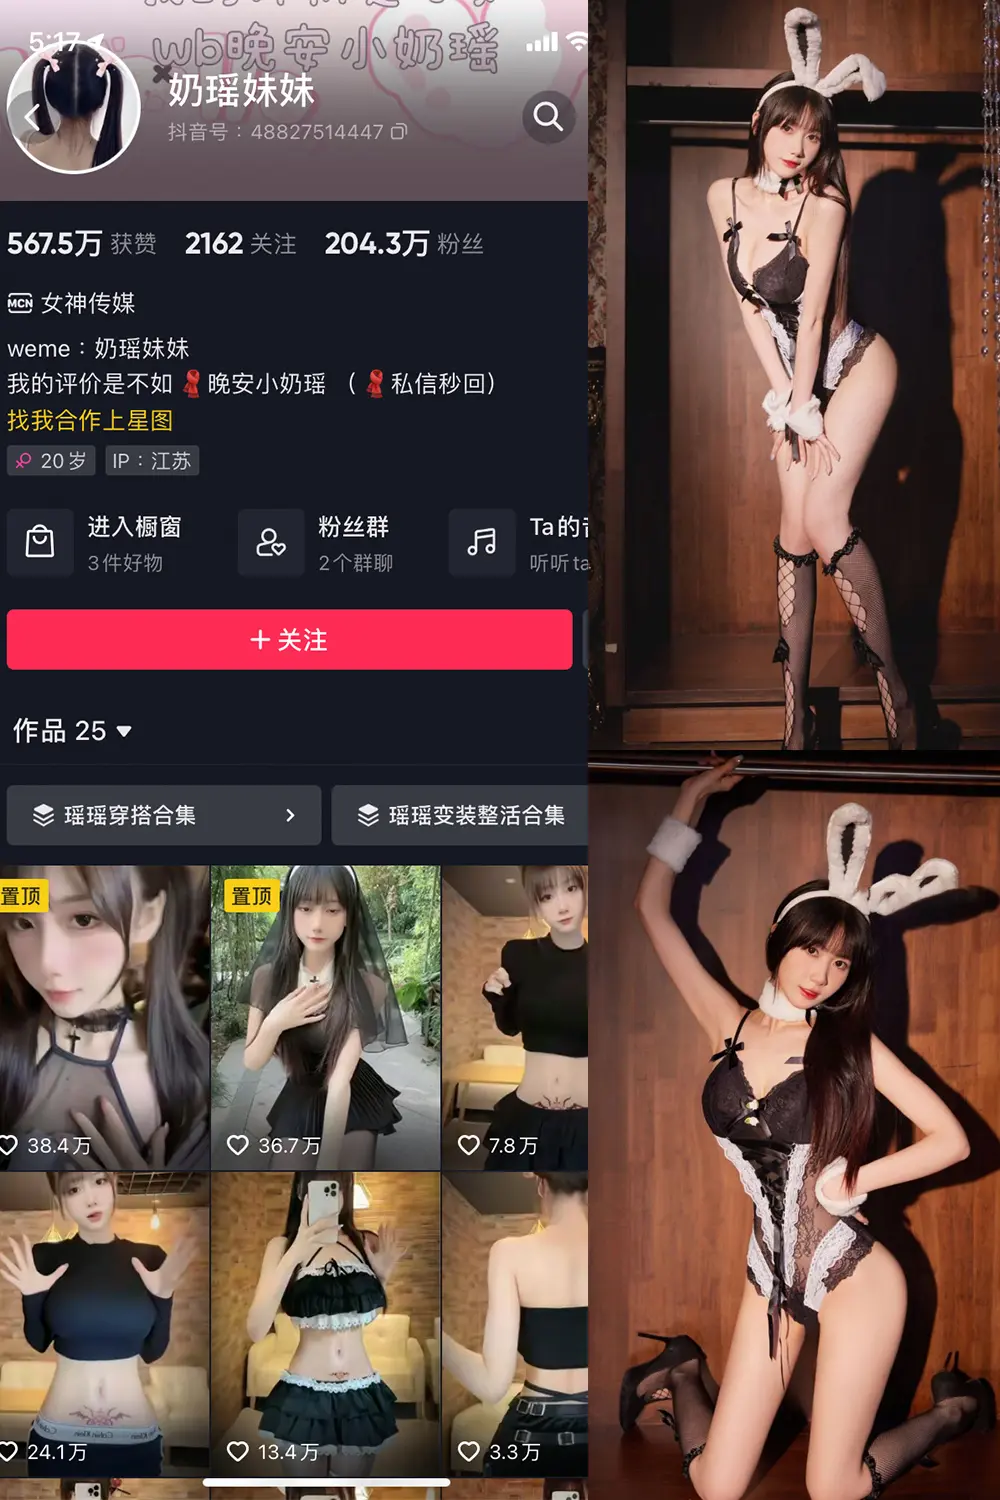 wb晚安小奶瑶
5:17
奶瑶妹妹
抖音号：48827514447
567.5万 获赞 2162 关注 204.3万 粉丝
MCN 女神传媒
weme：奶瑶妹妹
我的评价是不如 晚安小奶瑶 （ 私信秒回）
找我合作上星图
20岁 IP：江苏
进入橱窗 粉丝群 Ta的
3件好物 2个群聊 听听ta
+ 关注
作品 25
瑶瑶穿搭合集 瑶瑶变装整活合集
置顶 置顶
38.4万 36.7万 7.8万
24.1万 13.4万 3.3万